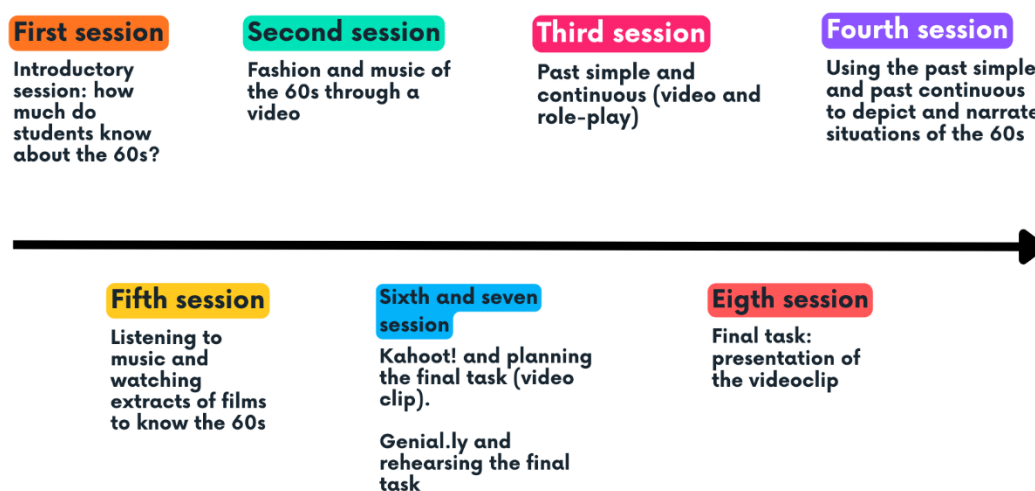 First session
Introductory
session: how
much do
students know
about the 60s?
Second session
Fashion and music of
the 60s through a
video
Third session
Past simple and
continuous (video and
role-play)
Fourth session
Using the past simple
and past continuous
to depict and narrate
situations of the 60s
Fifth session
Listening to
music and
watching
extracts of films
to know the 60s
Sixth and seven
session
Kahoot! and planning
the final task (video
clip).
Genial.ly and
rehearsing the final
task
Eigth session
Final task:
presentation of
the videoclip